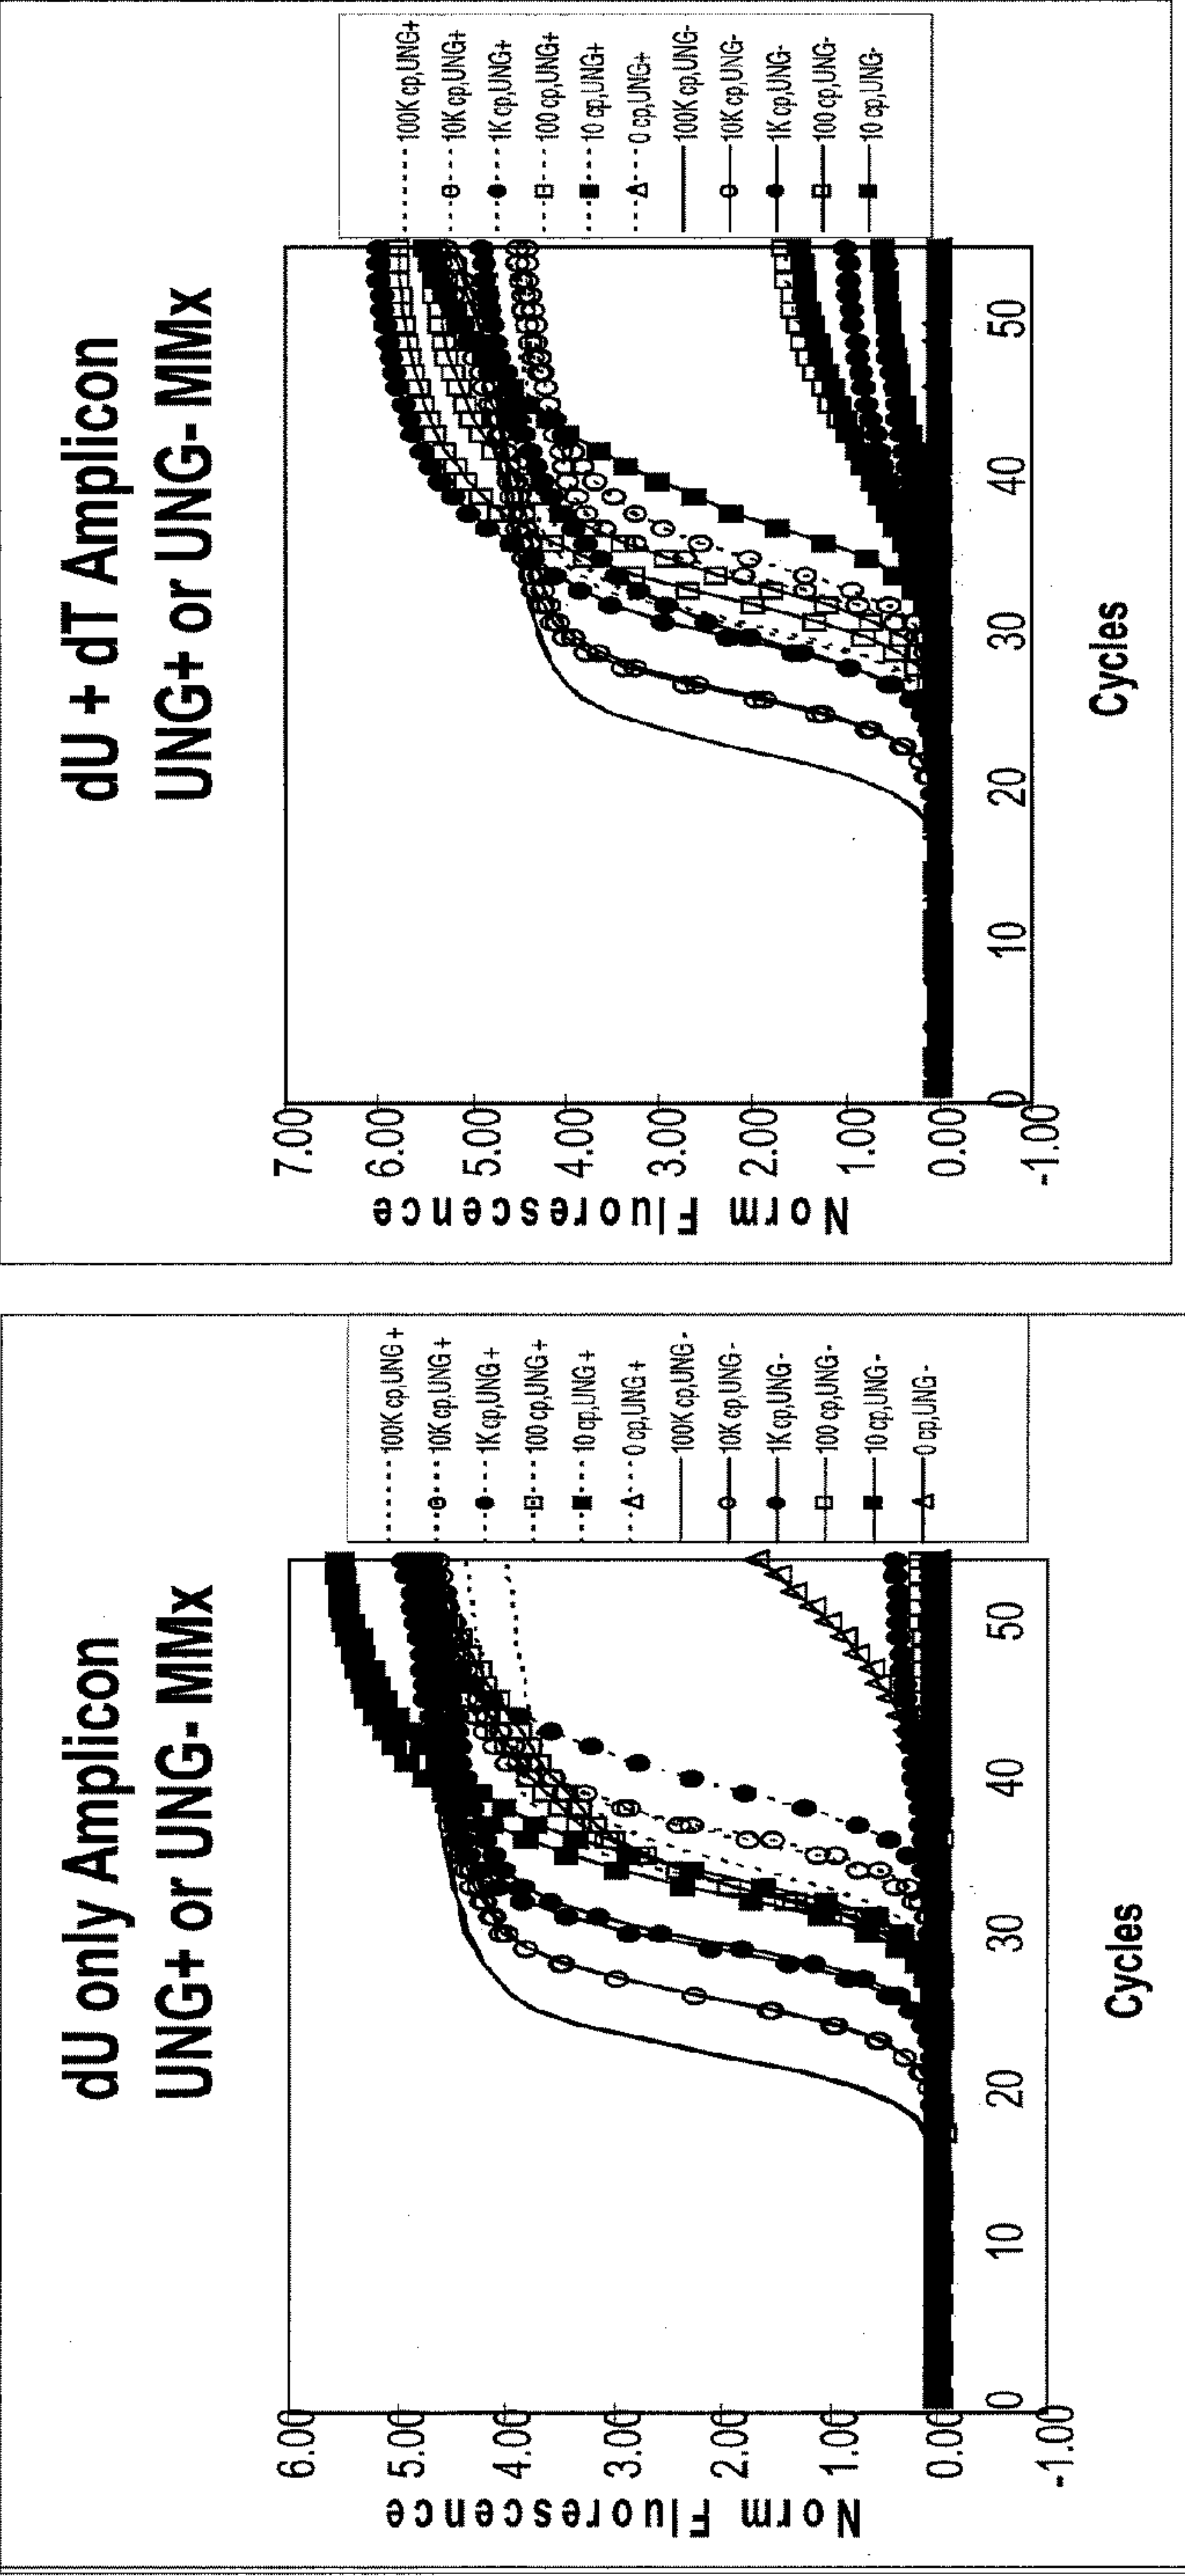 dU only Amplicon
UNG+ or UNG- MMx
Norm Fluorescence
6.00
5.00
4.00
3.00
2.00
1.00
0.00
-1.00
0
10
20
30
40
50
Cycles
100K cp,UNG +
10K cp,UNG +
1K cp,UNG +
100 cp,UNG +
10 cp,UNG +
0 cp,UNG +
100K cp,UNG -
10K cp,UNG -
1K cp,UNG -
100 cp,UNG -
10 cp,UNG -
0 cp,UNG -
dU + dT Amplicon
UNG+ or UNG- MMx
Norm Fluorescence
7.00
6.00
5.00
4.00
3.00
2.00
1.00
0.00
-1.00
0
10
20
30
40
50
Cycles
100K cp,UNG+
10K cp,UNG+
1K cp,UNG+
100 cp,UNG+
10 cp,UNG+
0 cp,UNG+
100K cp,UNG-
10K cp,UNG-
1K cp,UNG-
100 cp,UNG-
10 cp,UNG-